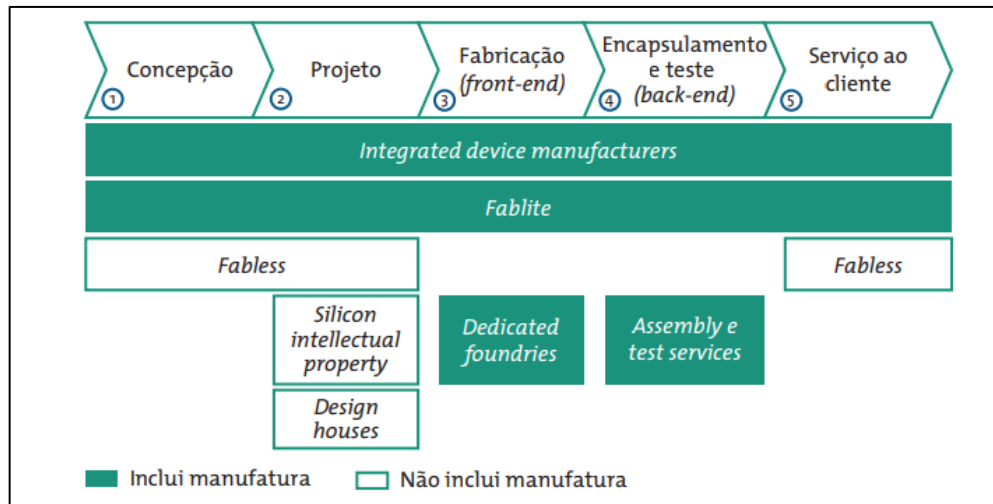 Concepção
1
Projeto
2
Fabricação
(front-end)
3
Encapsulamento
e teste
(back-end)
4
Serviço ao
cliente
5
Integrated device manufacturers
Fablite
Fabless
Fabless
Silicon
intellectual
property
Dedicated
foundries
Assembly e
test services
Design
houses
Inclui manufatura
Não inclui manufatura